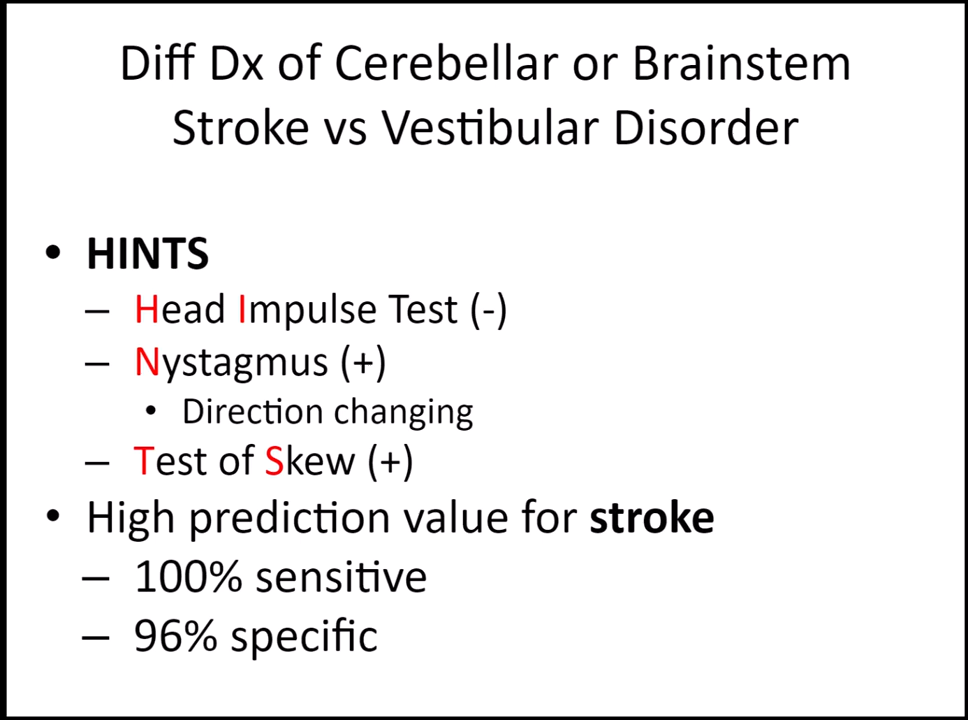 Diff Dx of Cerebellar or Brainstem
Stroke vs Vestibular Disorder
• HINTS
– Head Impulse Test (-)
– Nystagmus (+)
• Direction changing
– Test of Skew (+)
• High prediction value for stroke
– 100% sensitive
– 96% specific